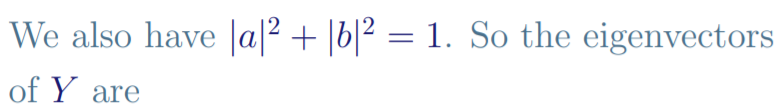 We also have |a|² + |b|² = 1. So the eigenvectors
of Y are